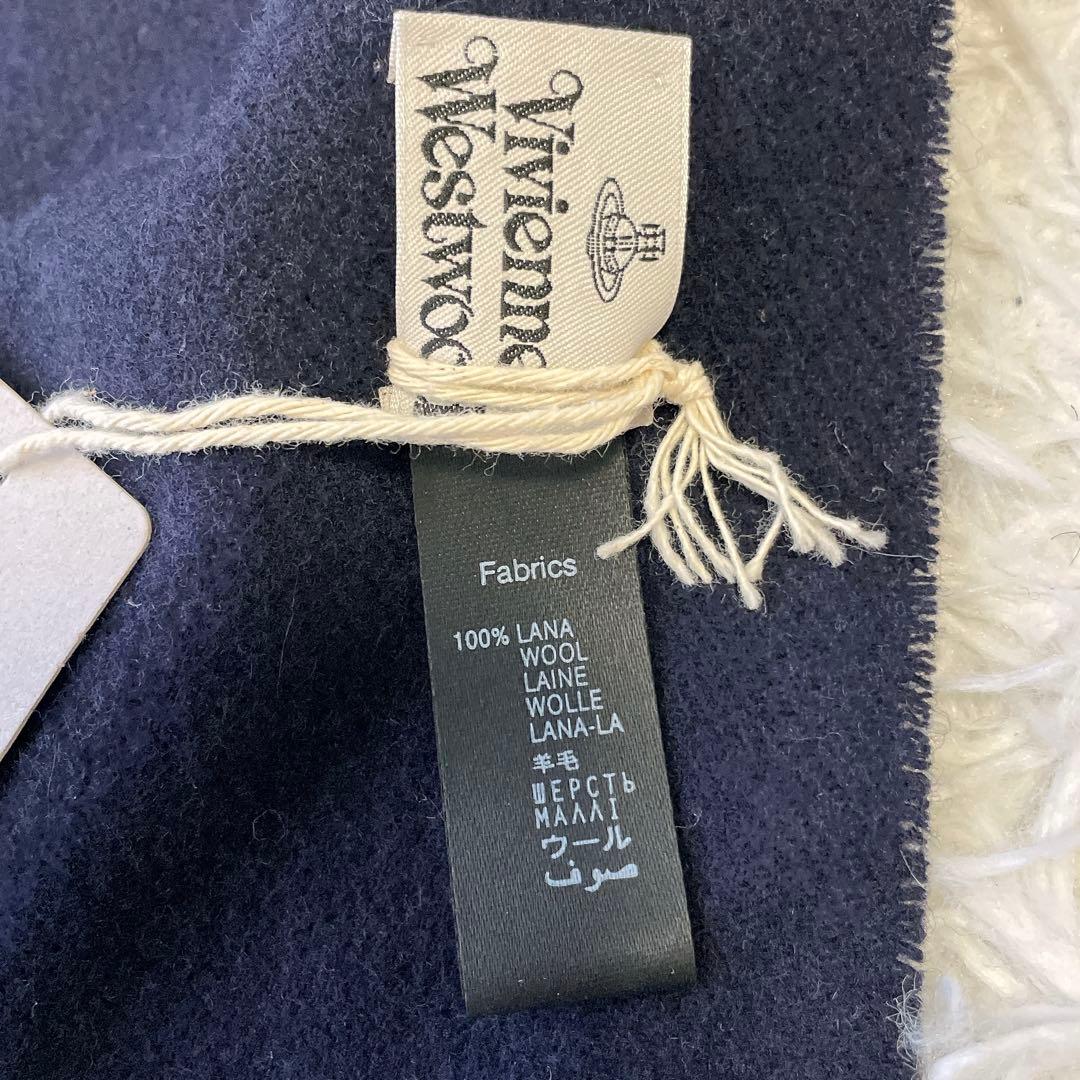 Vivienne
Westwoo
Fabrics
100% LANA
WOOL
LAINE
WOLLE
LANA-LA
羊毛
ШЕРСТЬ
ΜΑΛΛΙ
ウール
صوف